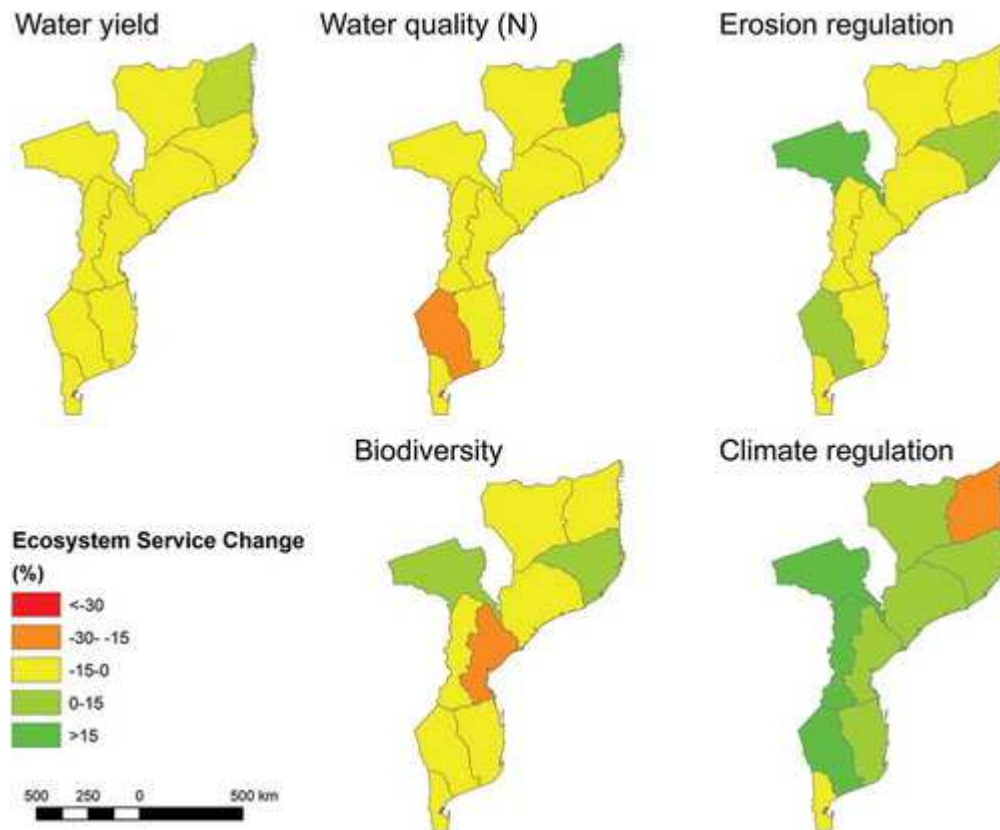 Water yield
Water quality (N)
Erosion regulation
Biodiversity
Climate regulation
Ecosystem Service Change
(%)
<-30
-30- -15
-15-0
0-15
>15
500 250 0 500 km